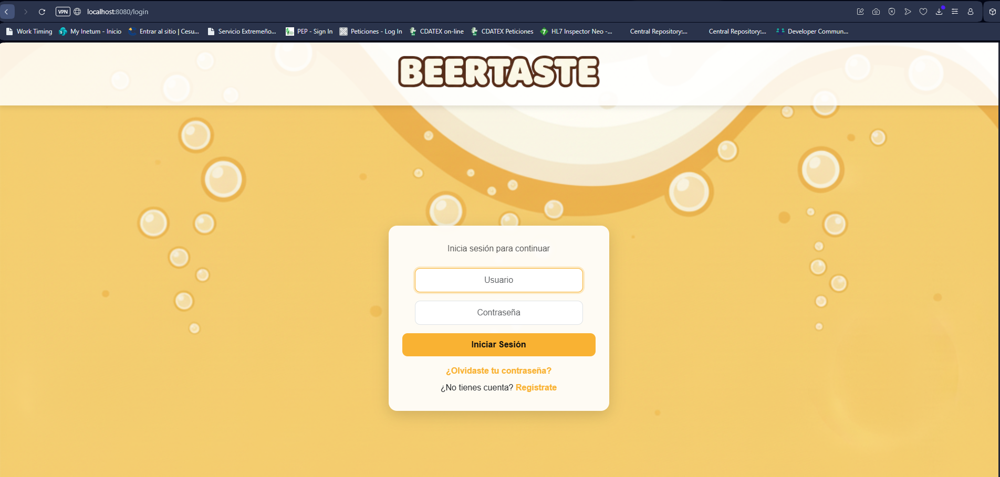 VPN localhost:8080/login
Work Timing My Inetum - Inicio Entrar al sitio | Cesu... Servicio Extremeño... PEP - Sign In Peticiones - Log In CDATEX on-line CDATEX Peticiones HL7 Inspector Neo -... Central Repository:... Central Repository:... Developer Commun...
BEERTASTE
Inicia sesión para continuar
Usuario
Contraseña
Iniciar Sesión
¿Olvidaste tu contraseña?
¿No tienes cuenta? Regístrate